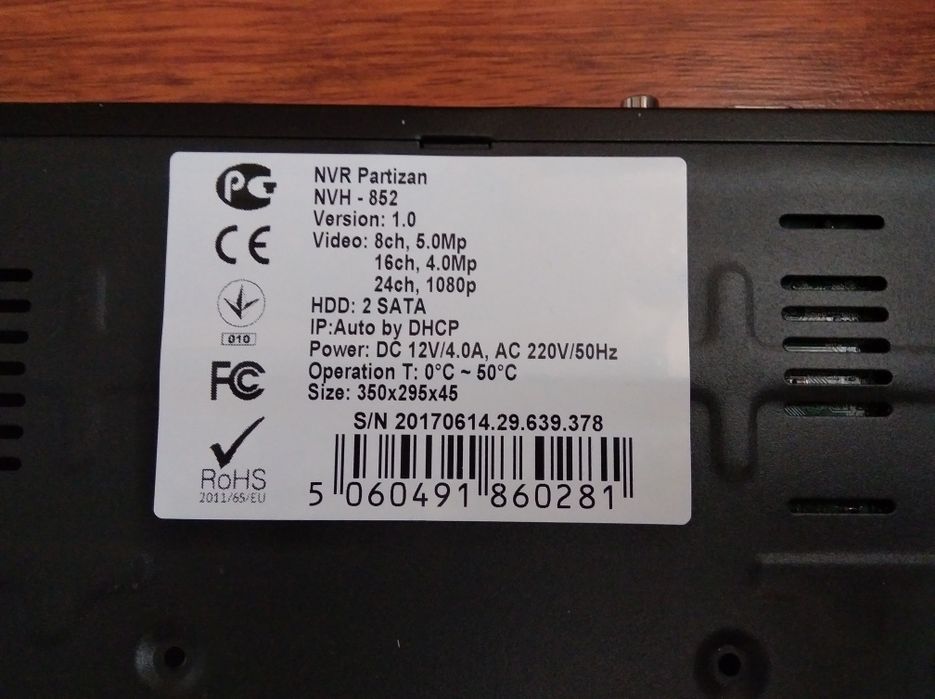 PG
NVR Partizan
NVH - 852
Version: 1.0
Video: 8ch, 5.0Mp
16ch, 4.0Mp
24ch, 1080p
HDD: 2 SATA
IP:Auto by DHCP
Power: DC 12V/4.0A, AC 220V/50Hz
Operation T: 0°C ~ 50°C
Size: 350x295x45
CE
010
FC
RoHS
2011/65/EU
S/N 20170614.29.639.378
5 060491 860281